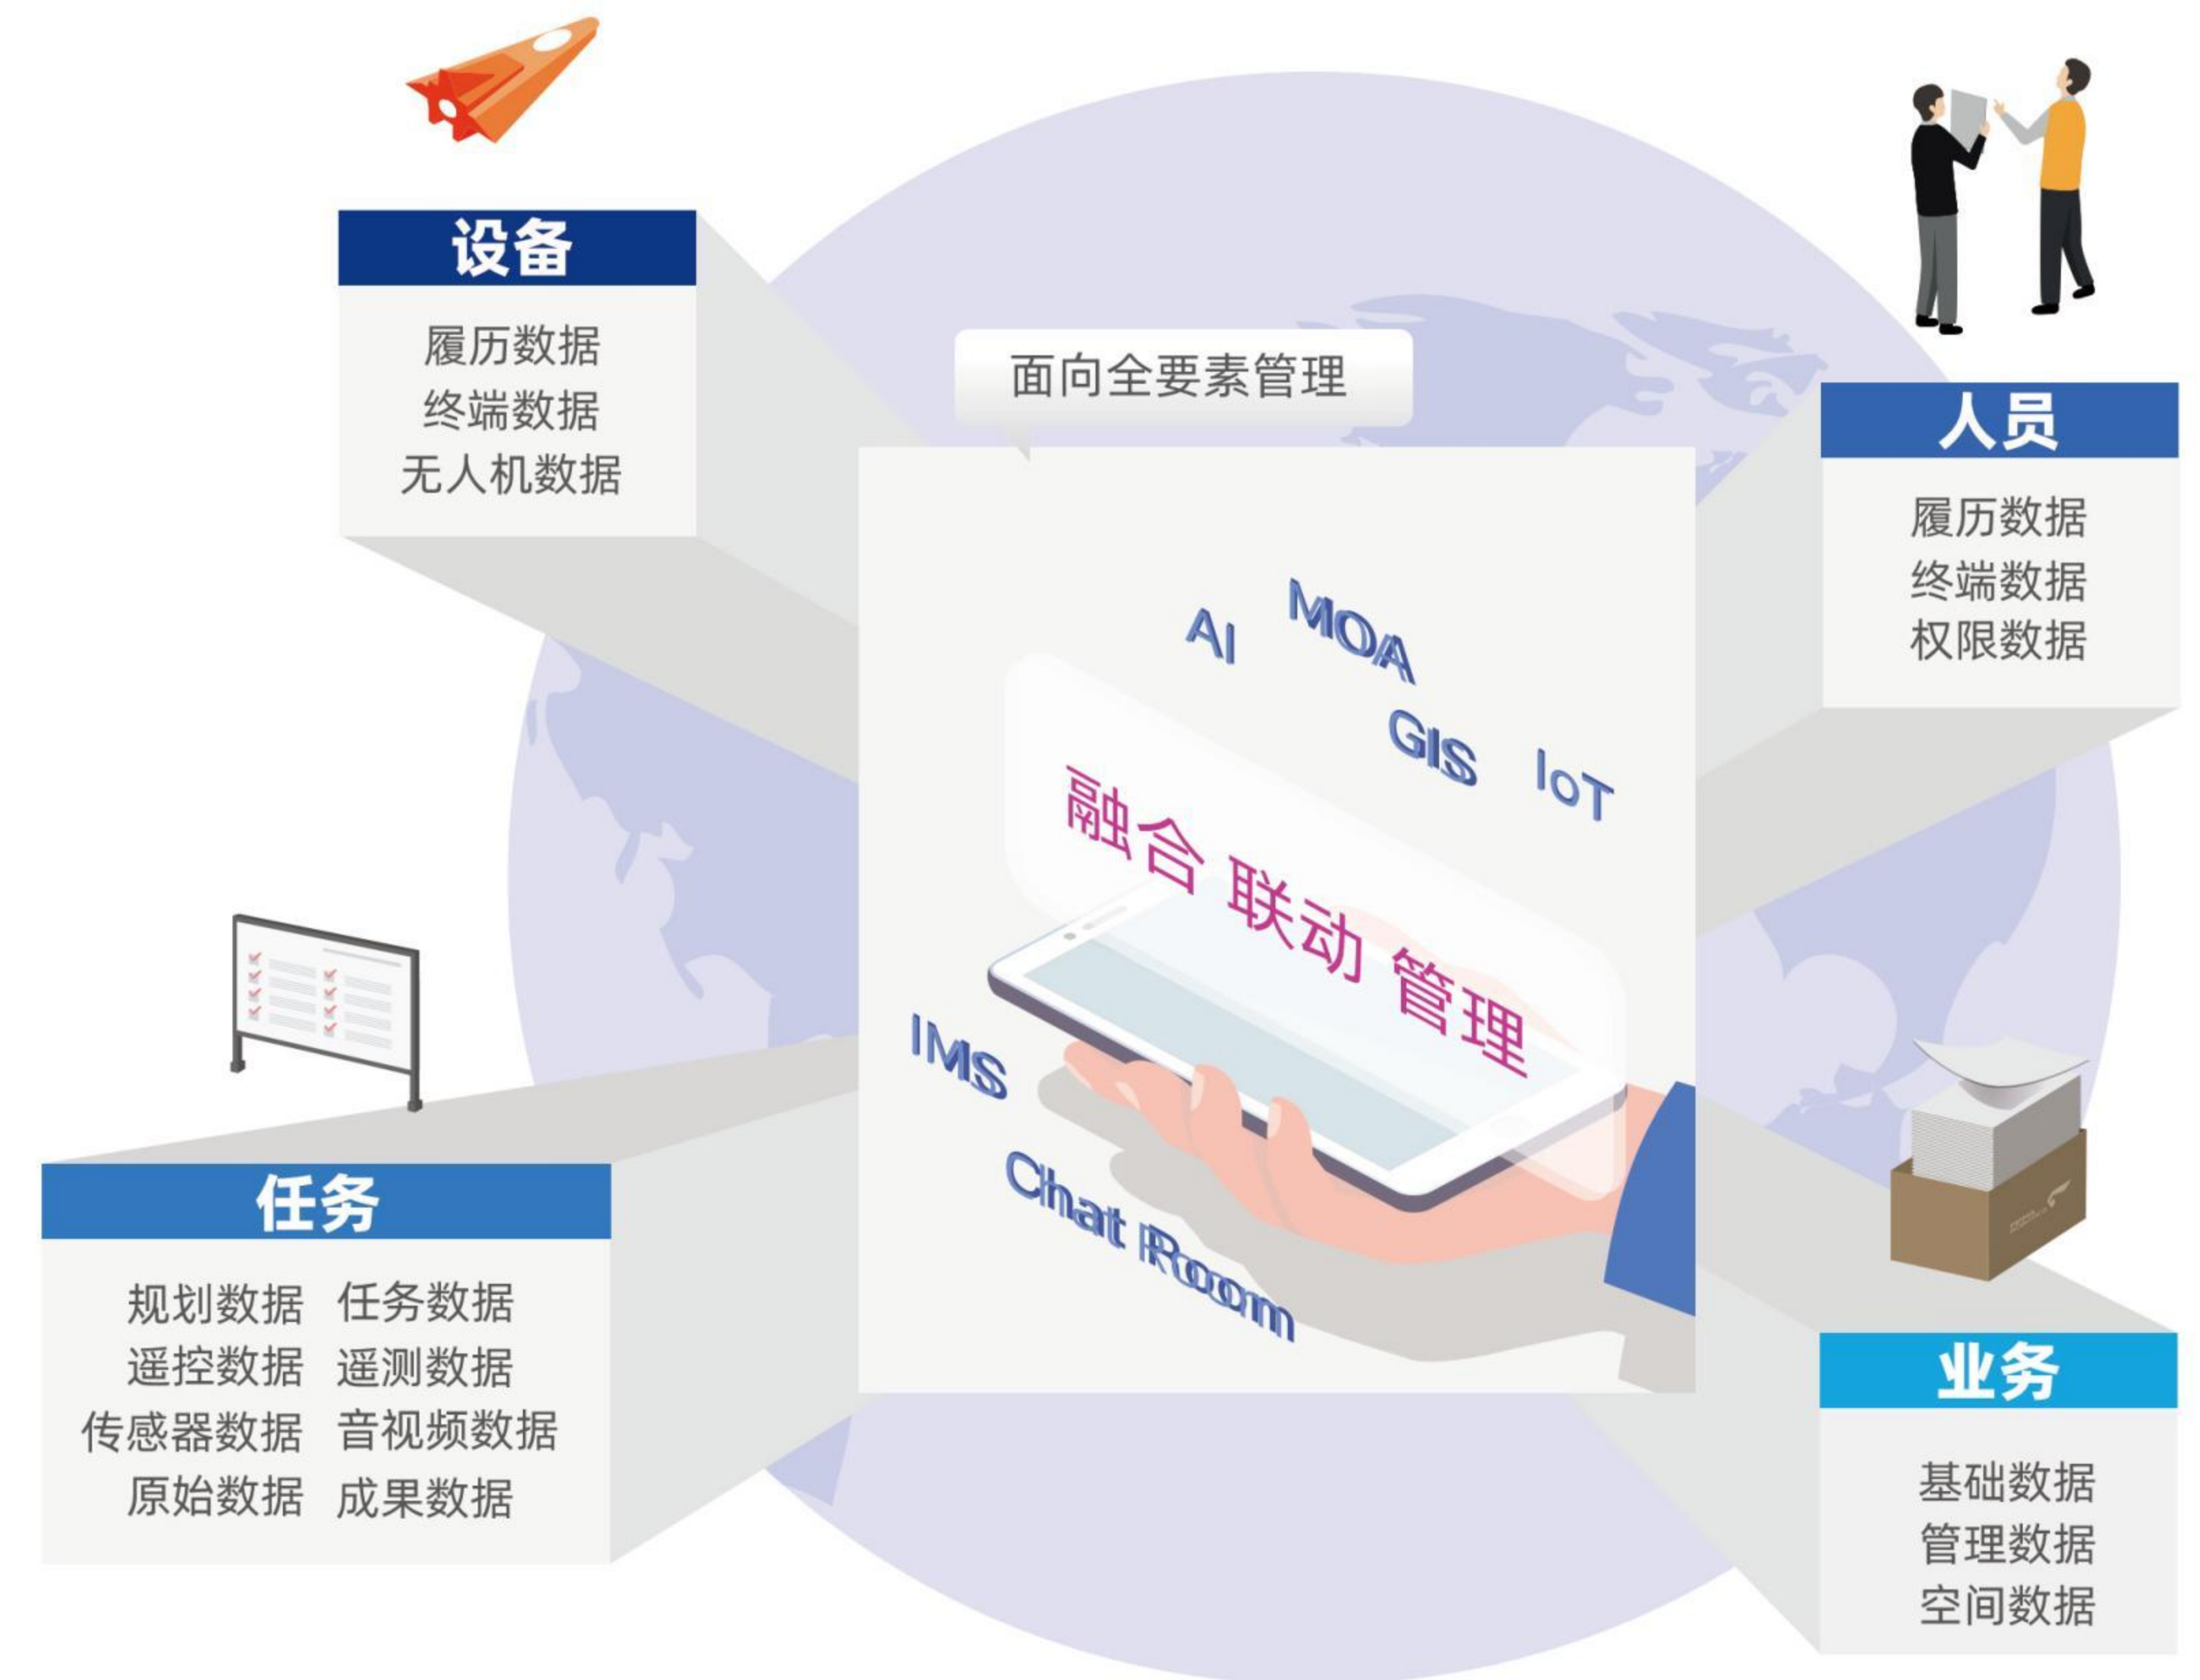 设备
履历数据
终端数据
无人机数据
面向全要素管理
人员
履历数据
终端数据
权限数据
AI
MOA
GIS
IoT
融合 联动 管理
IMS
Chat Room
任务
规划数据 任务数据
遥控数据 遥测数据
传感器数据 音视频数据
原始数据 成果数据
业务
基础数据
管理数据
空间数据